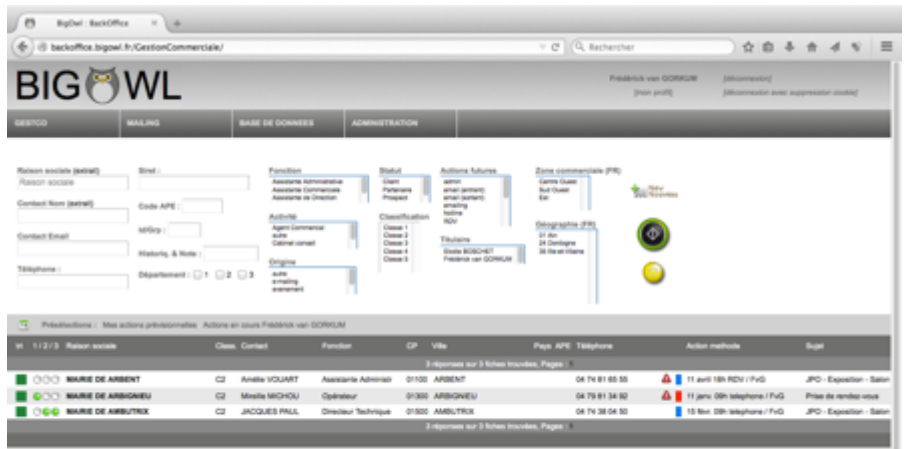 BigOwl : BackOffice
backoffice.bigowl.fr/GestionCommerciale/
Rechercher
BIG WL
Frédérick van GORKUM
[mon profil]
[déconnexion]
[déconnexion avec suppression cookie]
GESTCO MAILING BASE DE DONNEES ADMINISTRATION
Raison sociale (extrait)
Raison sociale
Contact Nom (extrait)
Contact Email
Téléphone :
Siret :
Code APE :
Id/Grp :
Historiq. & Note :
Département : 1 2 3
Fonction
Assistante Administrative
Assistante Commerciale
Assistante de Direction
Activité
Agent Commercial
autre
Cabinet conseil
Origine
autre
e-mailing
evenement
Statut
Client
Partenaire
Prospect
Classification
Classe 1
Classe 2
Classe 3
Classe 4
Classe 5
Actions futures
admin
email (entrant)
email (sortant)
emailing
hotline
RDV
Titulaire
Elodie BOSCHET
Frédérick van GORKUM
Zone commerciale (FR)
Centre Ouest
Sud Ouest
Est
Géographie (FR)
01 Ain
24 Dordogne
35 Ille et Vilaine
Présélections : Mes actions prévisionnelles Actions en cours Frédérick van GORKUM
1 / 2 / 3 Raison sociale Class. Contact Fonction CP Ville Pays APE Téléphone Action methode Sujet
3 réponses sur 3 fiches trouvées, Pages :
MAIRIE DE ARBENT C2 Amélie VOUART Assistante Administr 01100 ARBENT 04 74 81 65 55 11 avril 18h RDV / FvG JPO - Exposition - Salon
MAIRIE DE ARBIGNIEU C2 Mireille MICHOU Opérateur 01300 ARBIGNIEU 04 79 81 34 92 11 janv. 09h telephone / FvG Prise de rendez-vous
MAIRIE DE AMBUTRIX C2 JACQUES PAUL Directeur Technique 01500 AMBUTRIX 04 74 38 04 50 15 févr. 09h telephone / FvG JPO - Exposition - Salon
3 réponses sur 3 fiches trouvées, Pages :